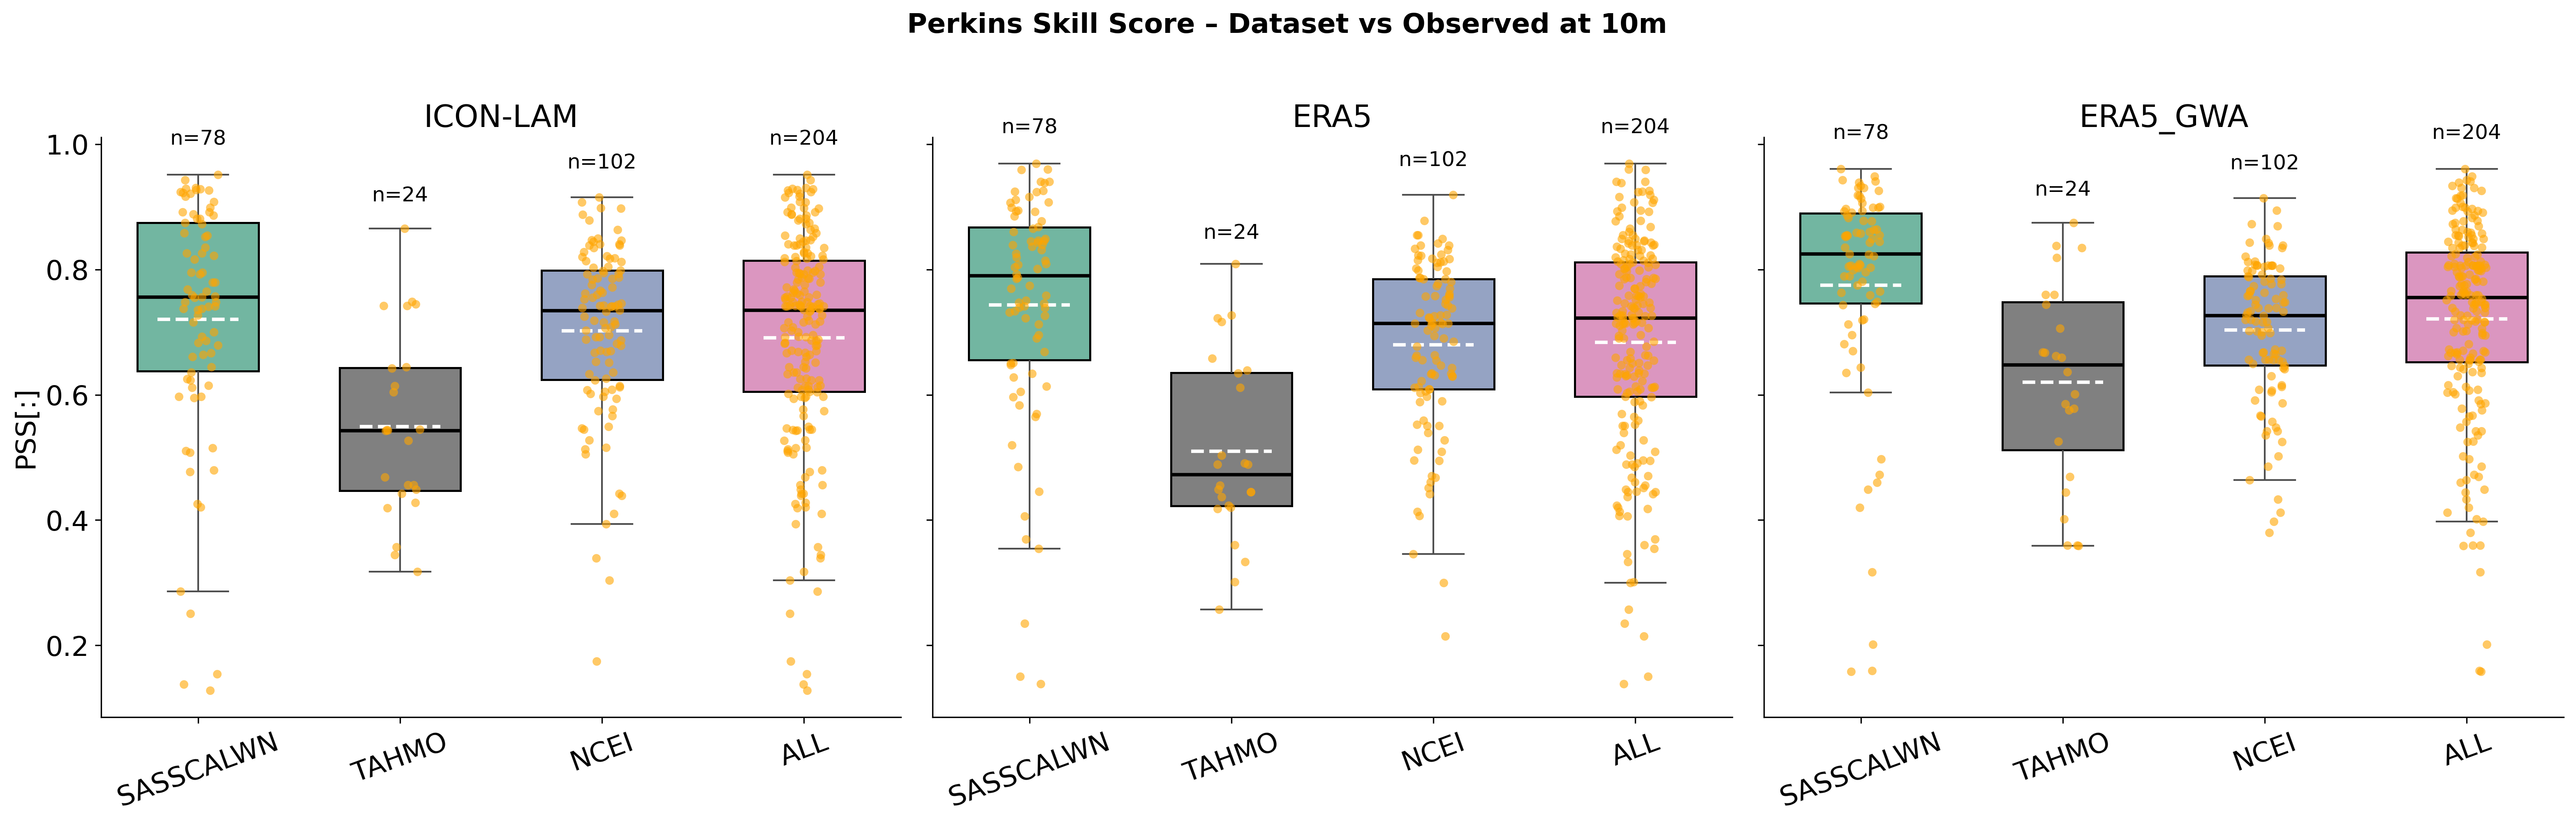 Perkins Skill Score – Dataset vs Observed at 10m
ICON-LAM
ERA5
ERA5_GWA
n=78
n=24
n=102
n=204
n=78
n=24
n=102
n=204
n=78
n=24
n=102
n=204
PSS[:]
1.0
0.8
0.6
0.4
0.2
SASSCALWN
TAHMO
NCEI
ALL
SASSCALWN
TAHMO
NCEI
ALL
SASSCALWN
TAHMO
NCEI
ALL